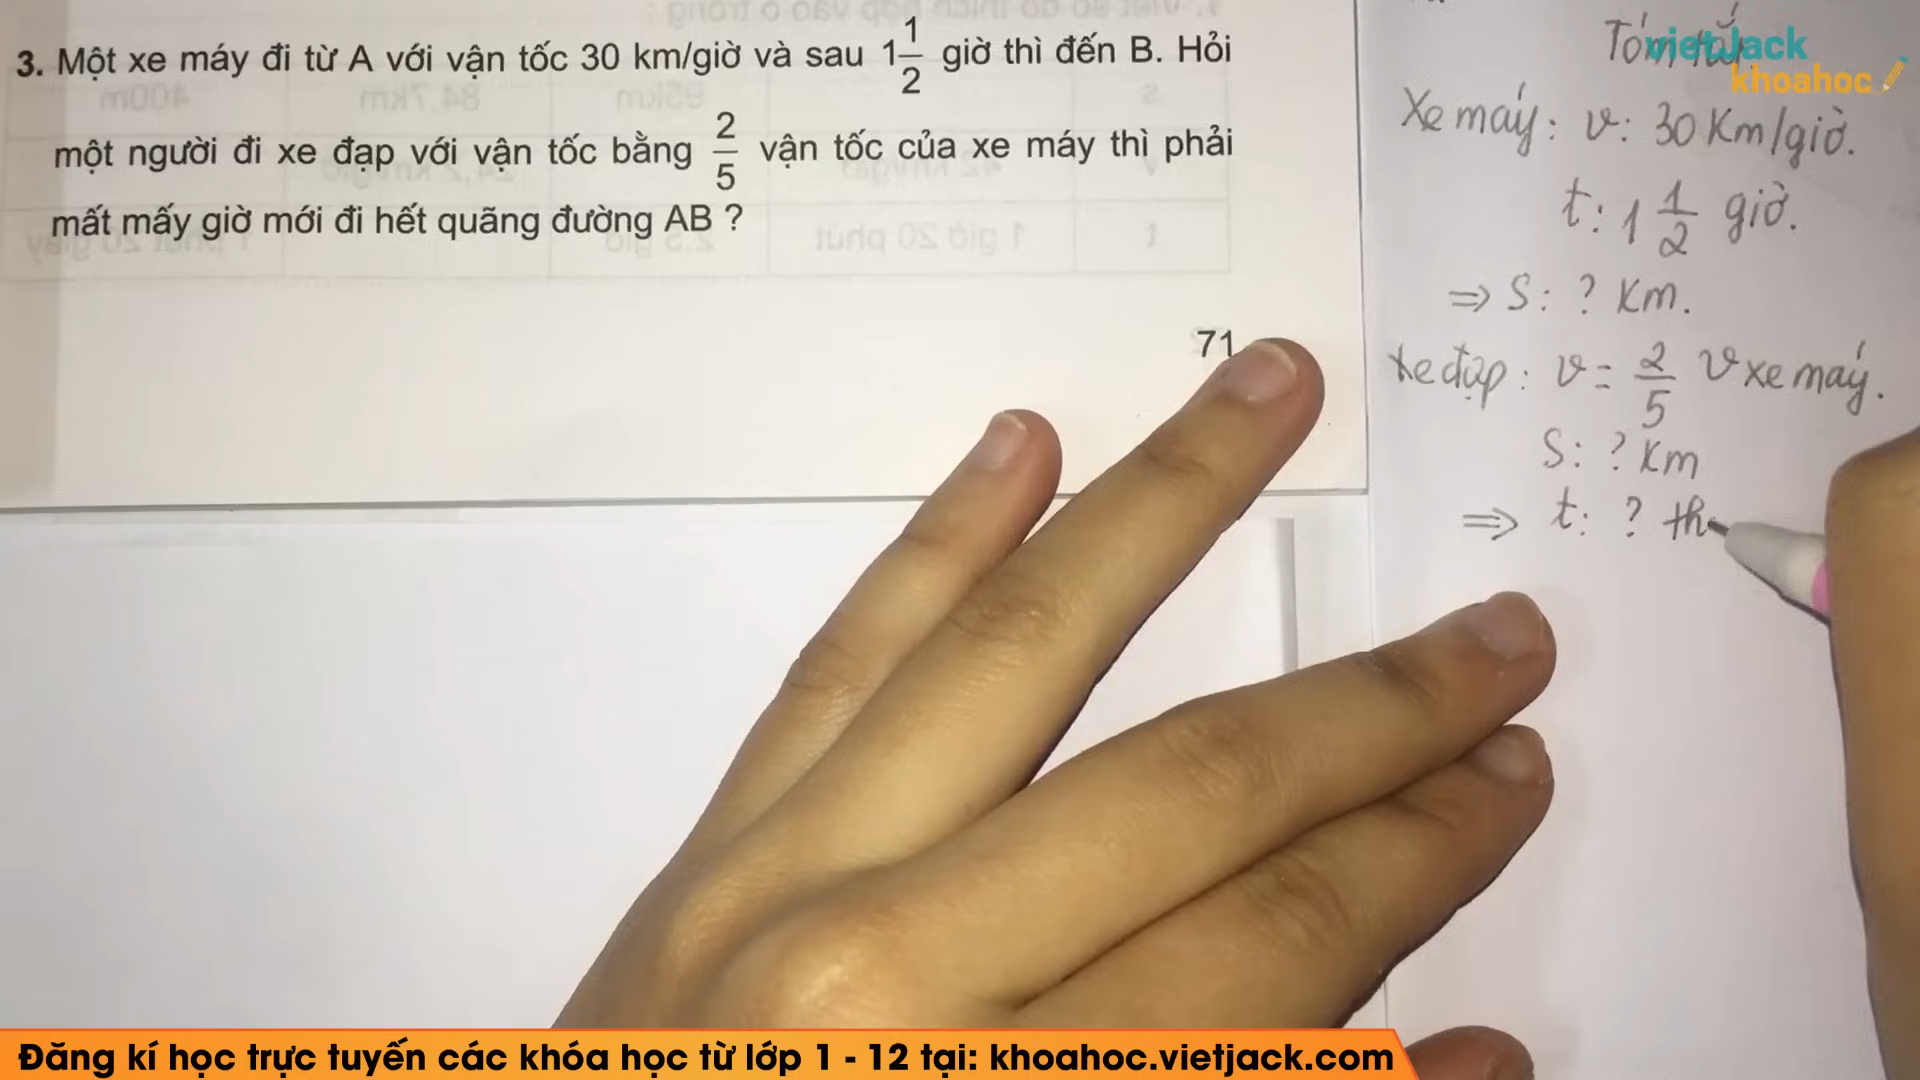 3. Một xe máy đi từ A với vận tốc 30 km/giờ và sau 1 1/2 giờ thì đến B. Hỏi
một người đi xe đạp với vận tốc bằng 2/5 vận tốc của xe máy thì phải
mất mấy giờ mới đi hết quãng đường AB ?
71
Tóm tắt
vietJack
khoahoc
Xe máy: v: 30 Km/giờ.
t: 1 1/2 giờ.
⇒ S: ? Km.
Xe đạp: v = 2/5 v xe máy.
S: ? Km
⇒ t: ? th
Đăng kí học trực tuyến các khóa học từ lớp 1 - 12 tại: khoahoc.vietjack.com